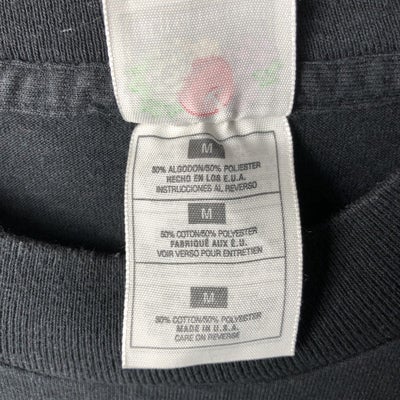 M
50% ALGODON/50% POLIESTER
HECHO EN LOS E.U.A.
INSTRUCCIONES AL REVERSO
M
50% COTON/50% POLYESTER
FABRIQUÉ AUX É.U.
VOIR VERSO POUR ENTRETIEN
M
50% COTTON/50% POLYESTER
MADE IN U.S.A.
CARE ON REVERSE